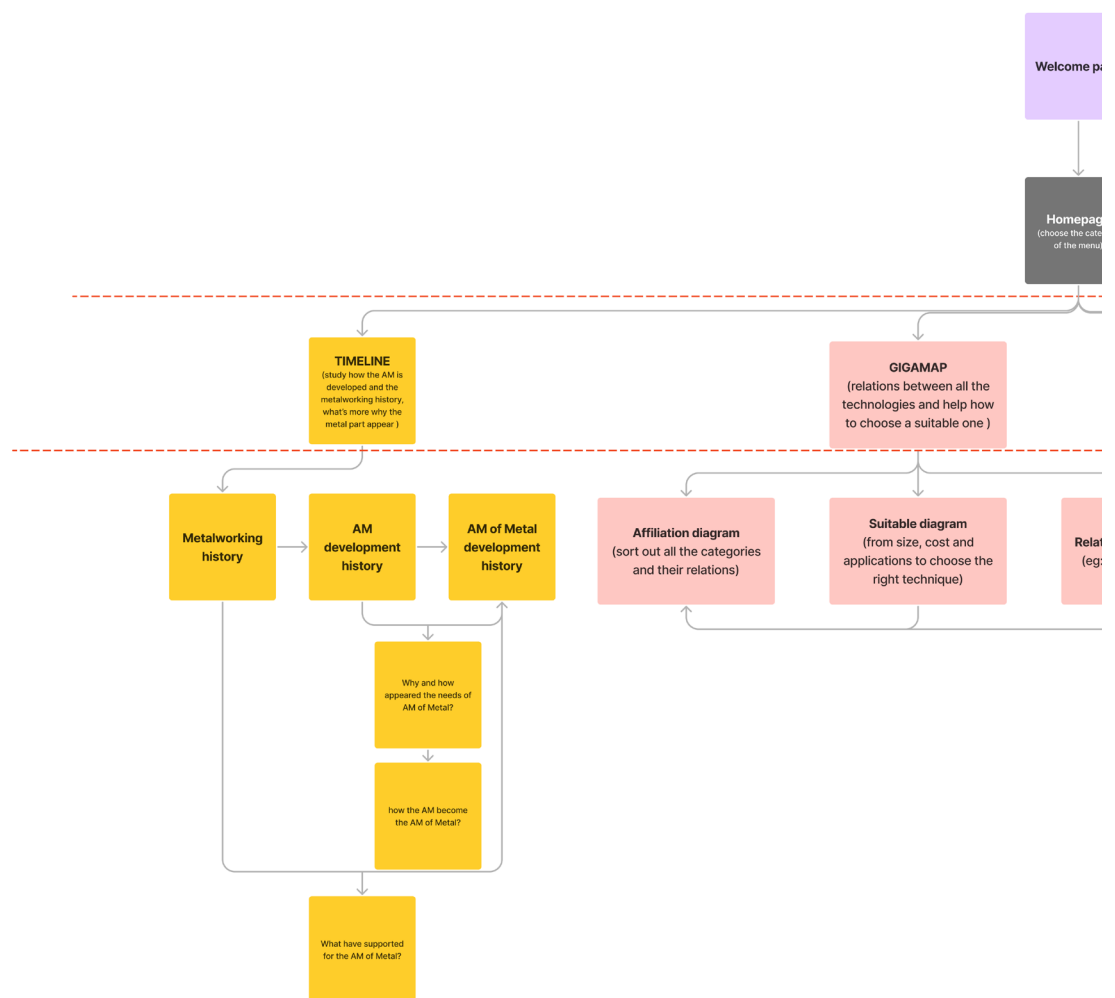 Welcome
Homepag
(choose the cate
of the menu)
TIMELINE
(study how the AM is
developed and the
metalworking history,
what's more why the
metal part appear )
GIGAMAP
(relations between all the
technologies and help how
to choose a suitable one )
Metalworking
history
AM
development
history
AM of Metal
development
history
Affiliation diagram
(sort out all the categories
and their relations)
Suitable diagram
(from size, cost and
applications to choose the
right technique)
Relat
(eg:
Why and how
appeared the needs of
AM of Metal?
how the AM become
the AM of Metal?
What have supported
for the AM of Metal?